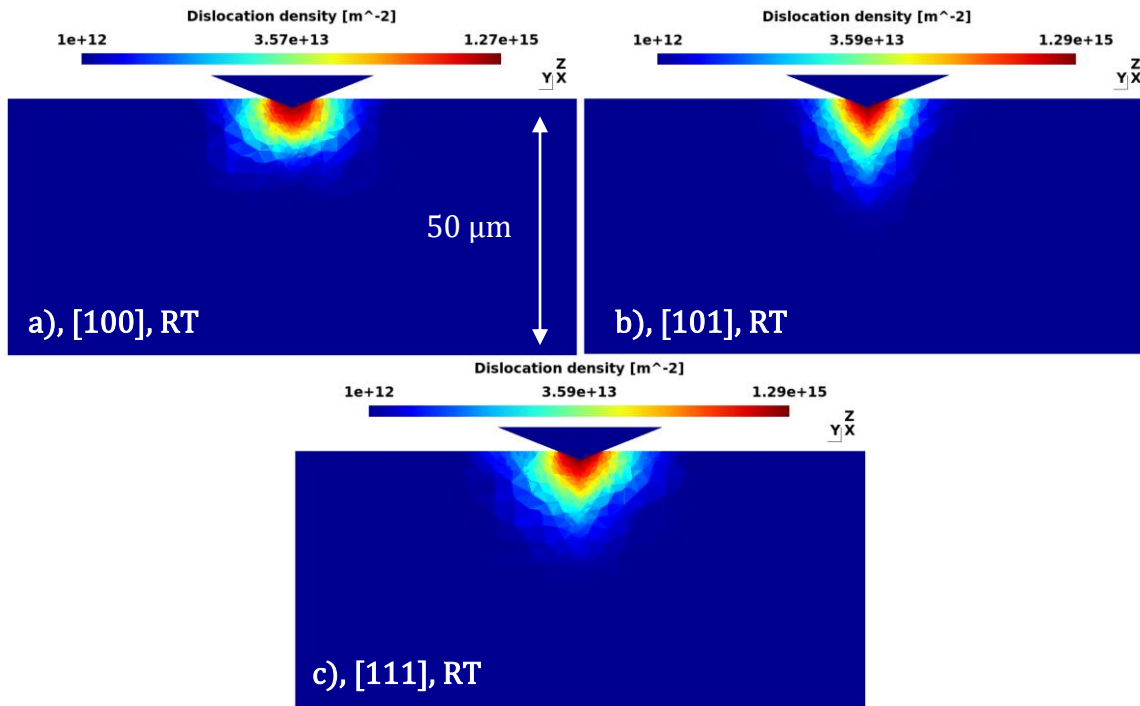 Dislocation density [m^-2]
1e+12 3.57e+13 1.27e+15
Z
Y X
50 μm
a), [100], RT
Dislocation density [m^-2]
1e+12 3.59e+13 1.29e+15
Z
Y X
b), [101], RT
Dislocation density [m^-2]
1e+12 3.59e+13 1.29e+15
Z
Y X
c), [111], RT